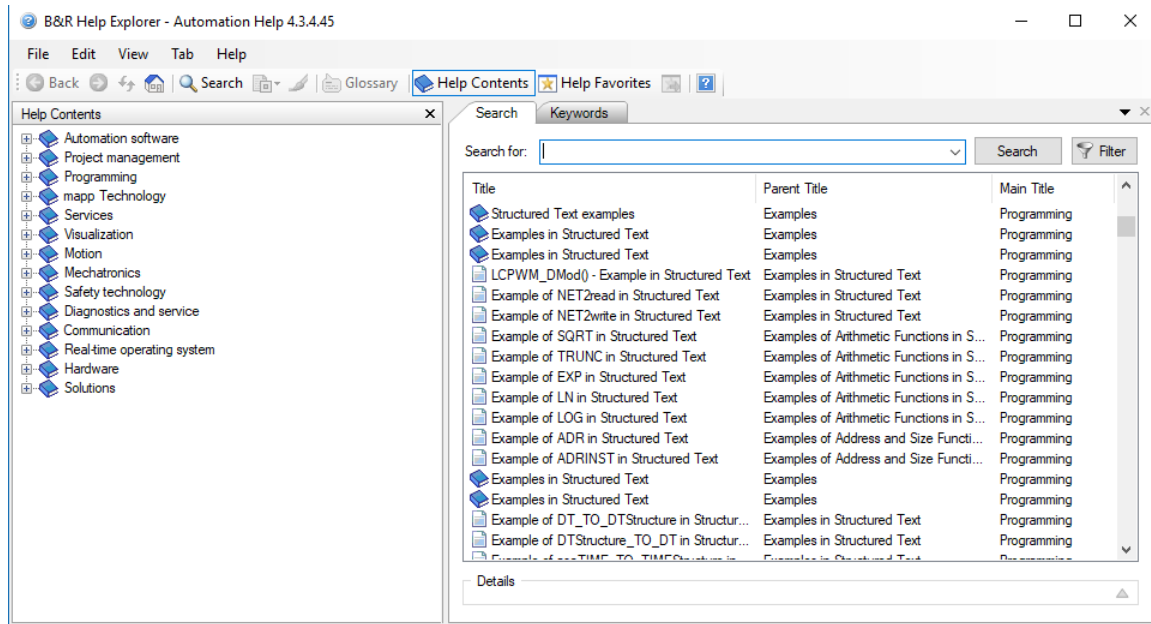 B&R Help Explorer - Automation Help 4.3.4.45
File Edit View Tab Help
Back Search Glossary Help Contents Help Favorites
Help Contents
Automation software
Project management
Programming
mapp Technology
Services
Visualization
Motion
Mechatronics
Safety technology
Diagnostics and service
Communication
Real-time operating system
Hardware
Solutions
Search Keywords
Search for: Search Filter
Title Parent Title Main Title
Structured Text examples Examples Programming
Examples in Structured Text Examples Programming
Examples in Structured Text Examples Programming
LCPWM_DMod() - Example in Structured Text Examples in Structured Text Programming
Example of NET2read in Structured Text Examples in Structured Text Programming
Example of NET2write in Structured Text Examples in Structured Text Programming
Example of SQRT in Structured Text Examples of Arithmetic Functions in S... Programming
Example of TRUNC in Structured Text Examples of Arithmetic Functions in S... Programming
Example of EXP in Structured Text Examples of Arithmetic Functions in S... Programming
Example of LN in Structured Text Examples of Arithmetic Functions in S... Programming
Example of LOG in Structured Text Examples of Arithmetic Functions in S... Programming
Example of ADR in Structured Text Examples of Address and Size Functi... Programming
Example of ADRINST in Structured Text Examples of Address and Size Functi... Programming
Examples in Structured Text Examples Programming
Examples in Structured Text Examples Programming
Example of DT_TO_DTStructure in Structur... Examples in Structured Text Programming
Example of DTStructure_TO_DT in Structur... Examples in Structured Text Programming
Details